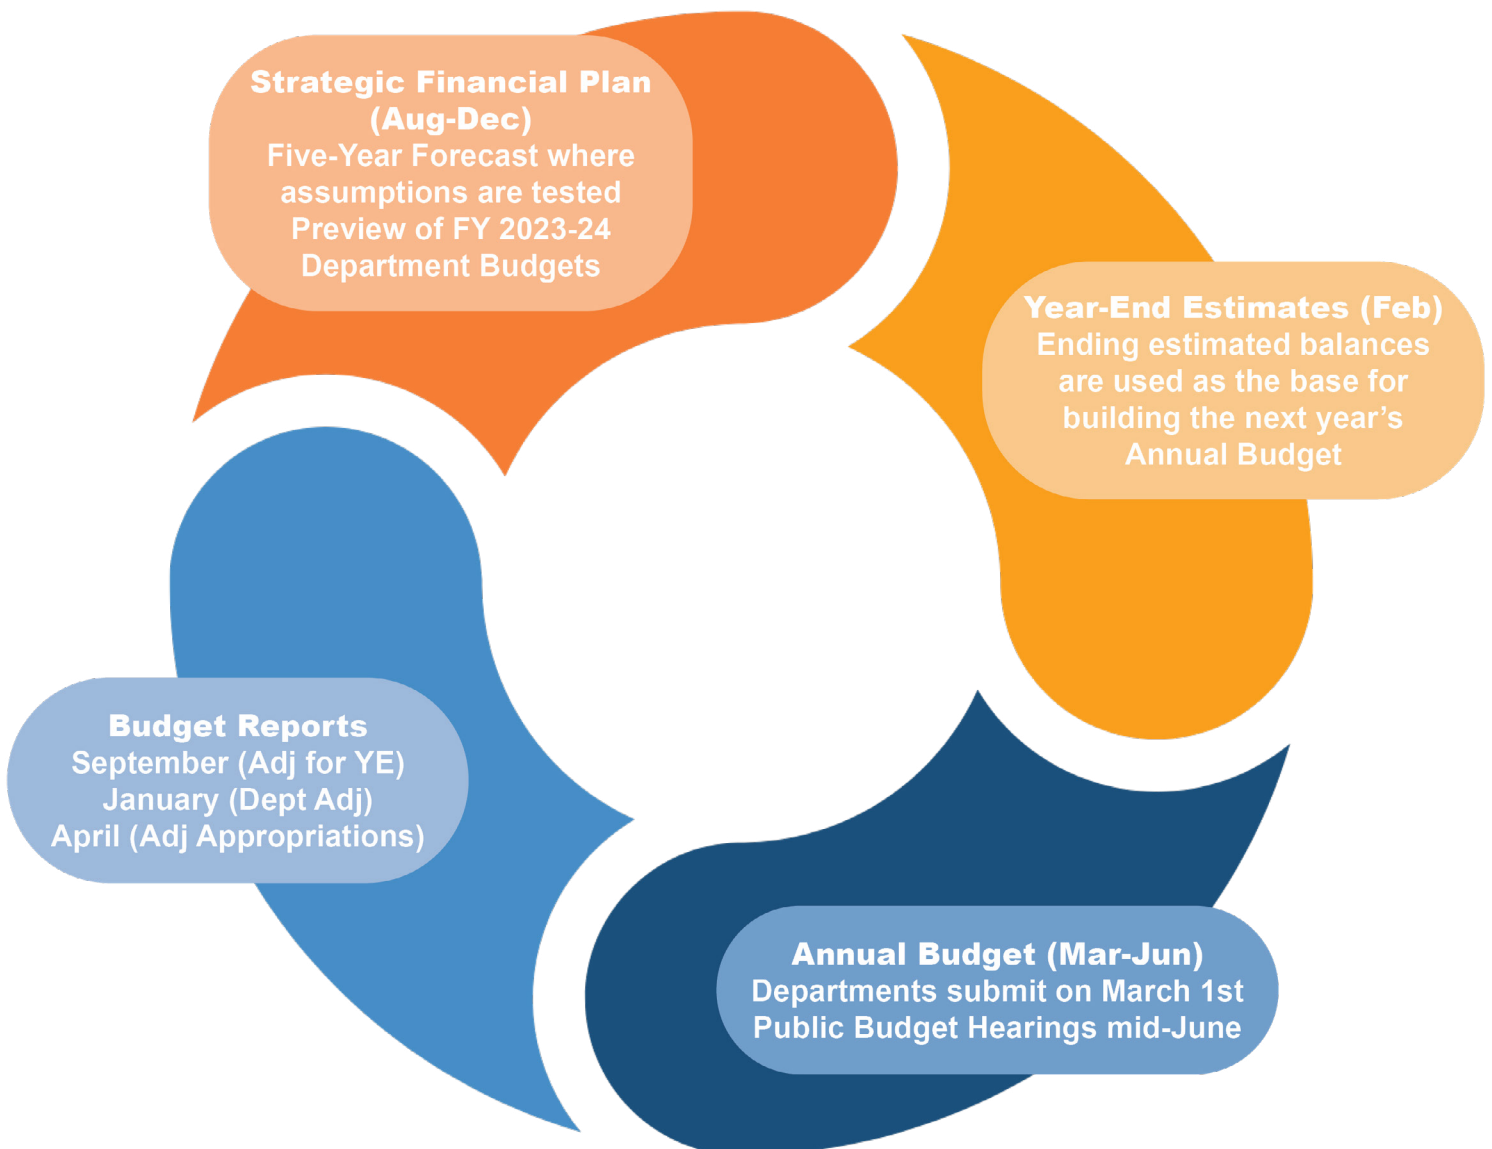 Strategic Financial Plan
(Aug-Dec)
Five-Year Forecast where
assumptions are tested
Preview of FY 2023-24
Department Budgets
Year-End Estimates (Feb)
Ending estimated balances
are used as the base for
building the next year’s
Annual Budget
Annual Budget (Mar-Jun)
Departments submit on March 1st
Public Budget Hearings mid-June
Budget Reports
September (Adj for YE)
January (Dept Adj)
April (Adj Appropriations)